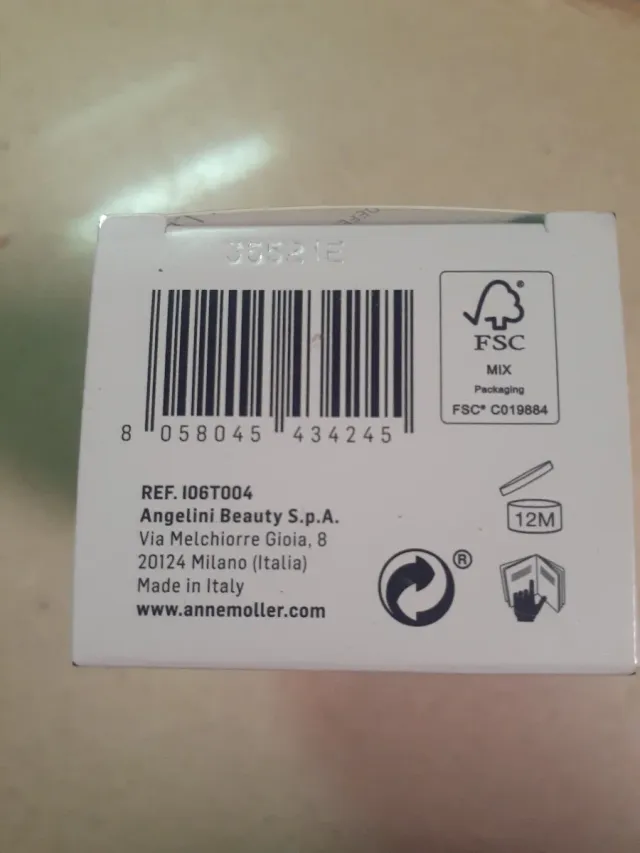 35521E
8 058045 434245
FSC
MIX
Packaging
FSC® C019884
REF. I06T004
Angelini Beauty S.p.A.
Via Melchiorre Gioia, 8
20124 Milano (Italia)
Made in Italy
www.annemoller.com
12M
®